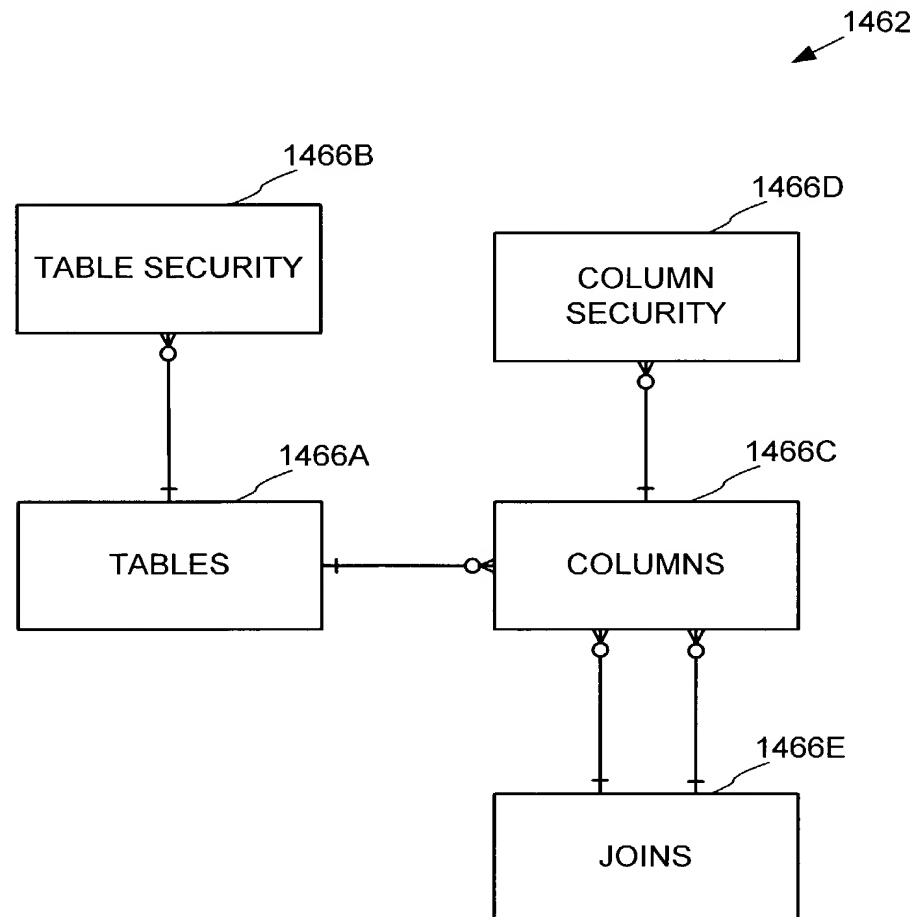 1462
1466B
TABLE SECURITY
1466D
COLUMN
SECURITY
1466A
TABLES
1466C
COLUMNS
1466E
JOINS